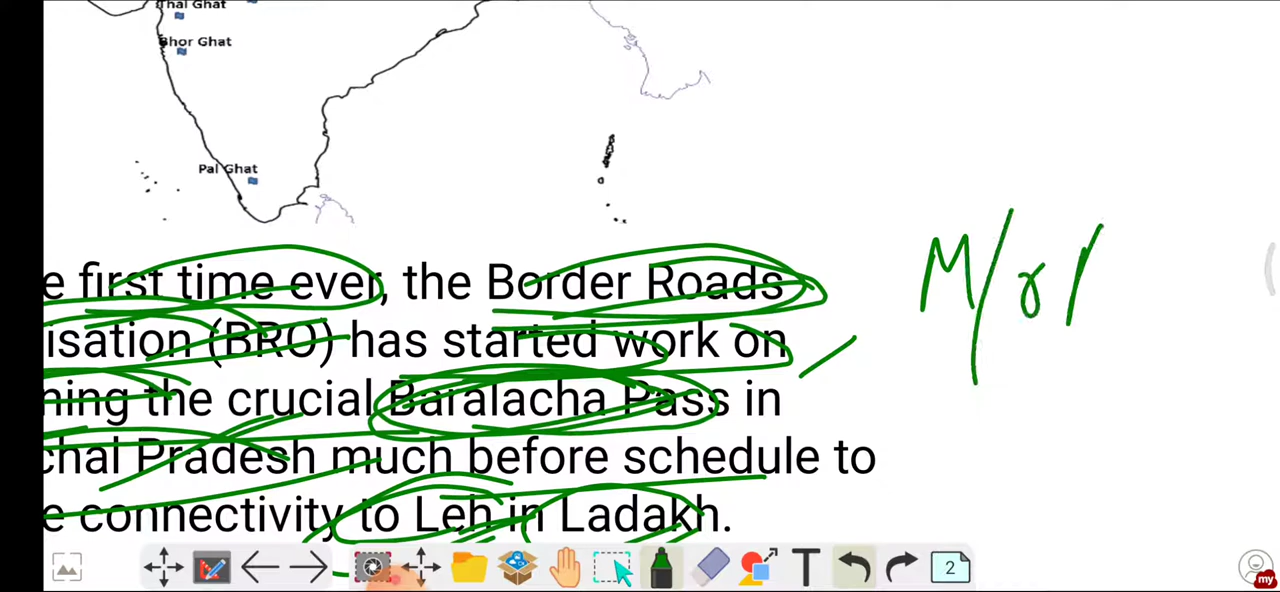 Thal Ghat
Bhor Ghat
Pal Ghat
e first time ever, the Border Roads
isation (BRO) has started work on
ning the crucial Baralacha Pass in
chal Pradesh much before schedule to
e connectivity to Leh in Ladakh.
T
2
my